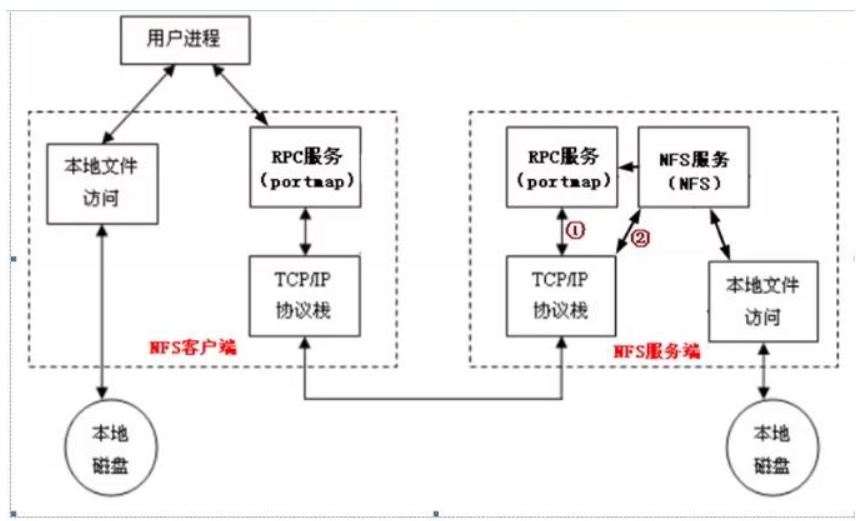 用户进程
本地文件
访问
RPC服务
（portmap）
TCP/IP
协议栈
NFS客户端
本地
磁盘
RPC服务
（portmap）
NFS服务
（NFS）
①
②
TCP/IP
协议栈
本地文件
访问
NFS服务端
本地
磁盘